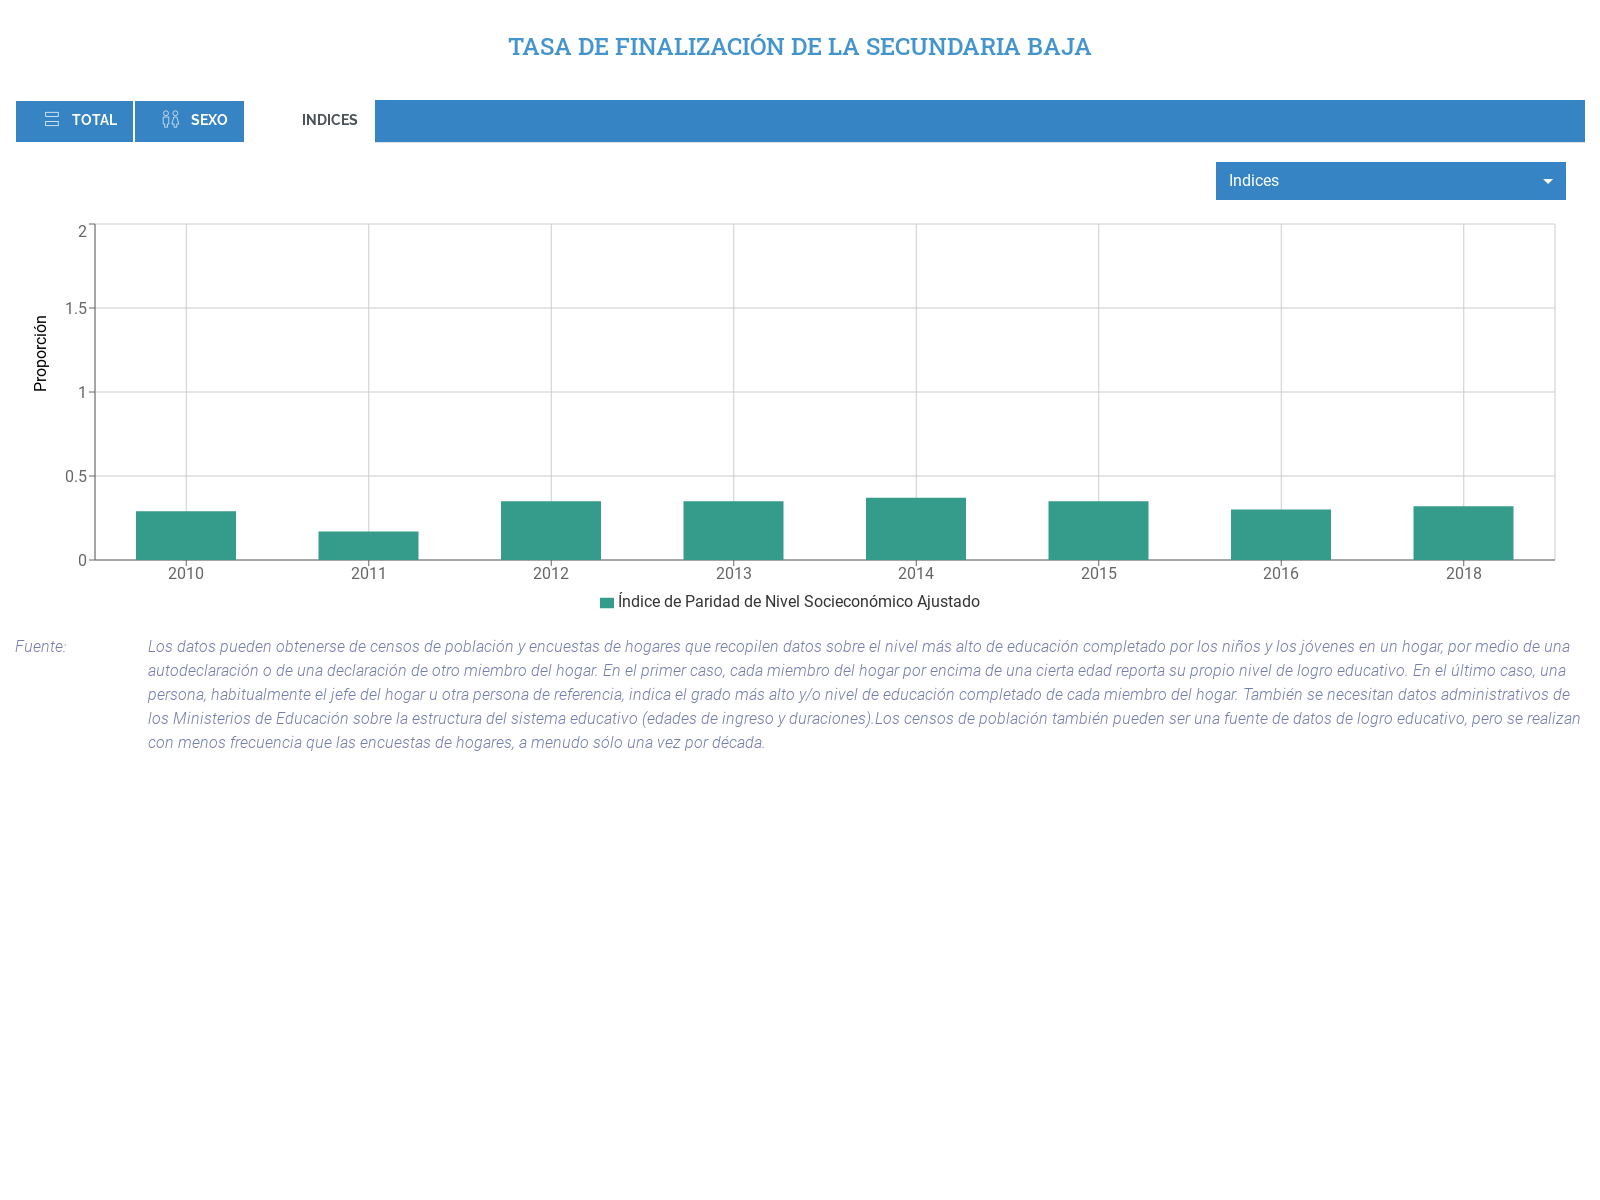 TASA DE FINALIZACIÓN DE LA SECUNDARIA BAJA
TOTAL SEXO INDICES
Indices
2
1.5
1
0.5
0
Proporción
2010 2011 2012 2013 2014 2015 2016 2018
Índice de Paridad de Nivel Socieconómico Ajustado
Fuente: Los datos pueden obtenerse de censos de población y encuestas de hogares que recopilen datos sobre el nivel más alto de educación completado por los niños y los jóvenes en un hogar, por medio de una
autodeclaración o de una declaración de otro miembro del hogar. En el primer caso, cada miembro del hogar por encima de una cierta edad reporta su propio nivel de logro educativo. En el último caso, una
persona, habitualmente el jefe del hogar u otra persona de referencia, indica el grado más alto y/o nivel de educación completado de cada miembro del hogar. También se necesitan datos administrativos de
los Ministerios de Educación sobre la estructura del sistema educativo (edades de ingreso y duraciones).Los censos de población también pueden ser una fuente de datos de logro educativo, pero se realizan
con menos frecuencia que las encuestas de hogares, a menudo sólo una vez por década.